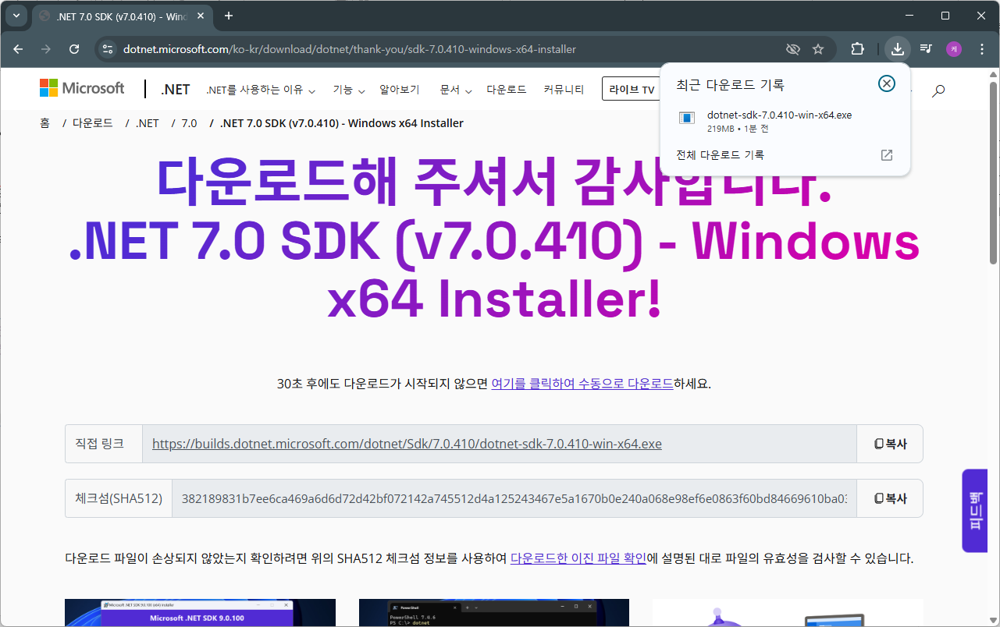 .NET 7.0 SDK (v7.0.410) - Wind
dotnet.microsoft.com/ko-kr/download/dotnet/thank-you/sdk-7.0.410-windows-x64-installer
케
Microsoft
.NET
.NET를 사용하는 이유
기능
알아보기
문서
다운로드
커뮤니티
라이브 TV
최근 다운로드 기록
dotnet-sdk-7.0.410-win-x64.exe
219MB • 1분 전
전체 다운로드 기록
홈 / 다운로드 / .NET / 7.0 / .NET 7.0 SDK (v7.0.410) - Windows x64 Installer
다운로드해 주셔서 감사합니다.
.NET 7.0 SDK (v7.0.410) - Windows
x64 Installer!
30초 후에도 다운로드가 시작되지 않으면 여기를 클릭하여 수동으로 다운로드하세요.
직접 링크
https://builds.dotnet.microsoft.com/dotnet/Sdk/7.0.410/dotnet-sdk-7.0.410-win-x64.exe
복사
체크섬(SHA512)
382189831b7ee6ca469a6d6d72d42bf072142a745512d4a125243467e5a1670b0e240a068e98ef6e0863f60bd84669610ba03
복사
피드백
다운로드 파일이 손상되지 않았는지 확인하려면 위의 SHA512 체크섬 정보를 사용하여 다운로드한 이진 파일 확인에 설명된 대로 파일의 유효성을 검사할 수 있습니다.
Microsoft .NET SDK 9.0.100 (x64) Installer
Microsoft .NET SDK 9.0.100
PowerShell
PowerShell 7.4.6
PS C:\> dotnet